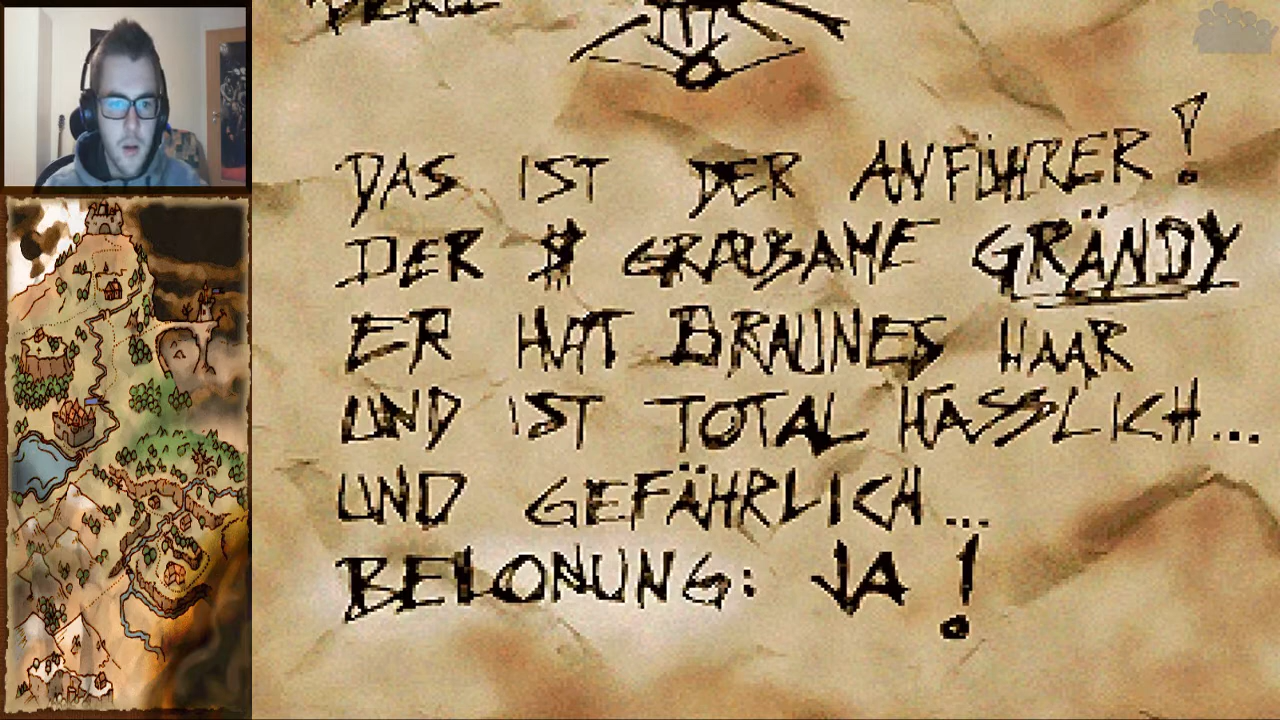 DAS IST DER ANFÜHRER!
DER $ GRAUSAME GRÄNDY
ER HAT BRAUNES HAAR
UND IST TOTAL HÄSSLICH...
UND GEFÄHRLICH...
BELONUNG: JA!